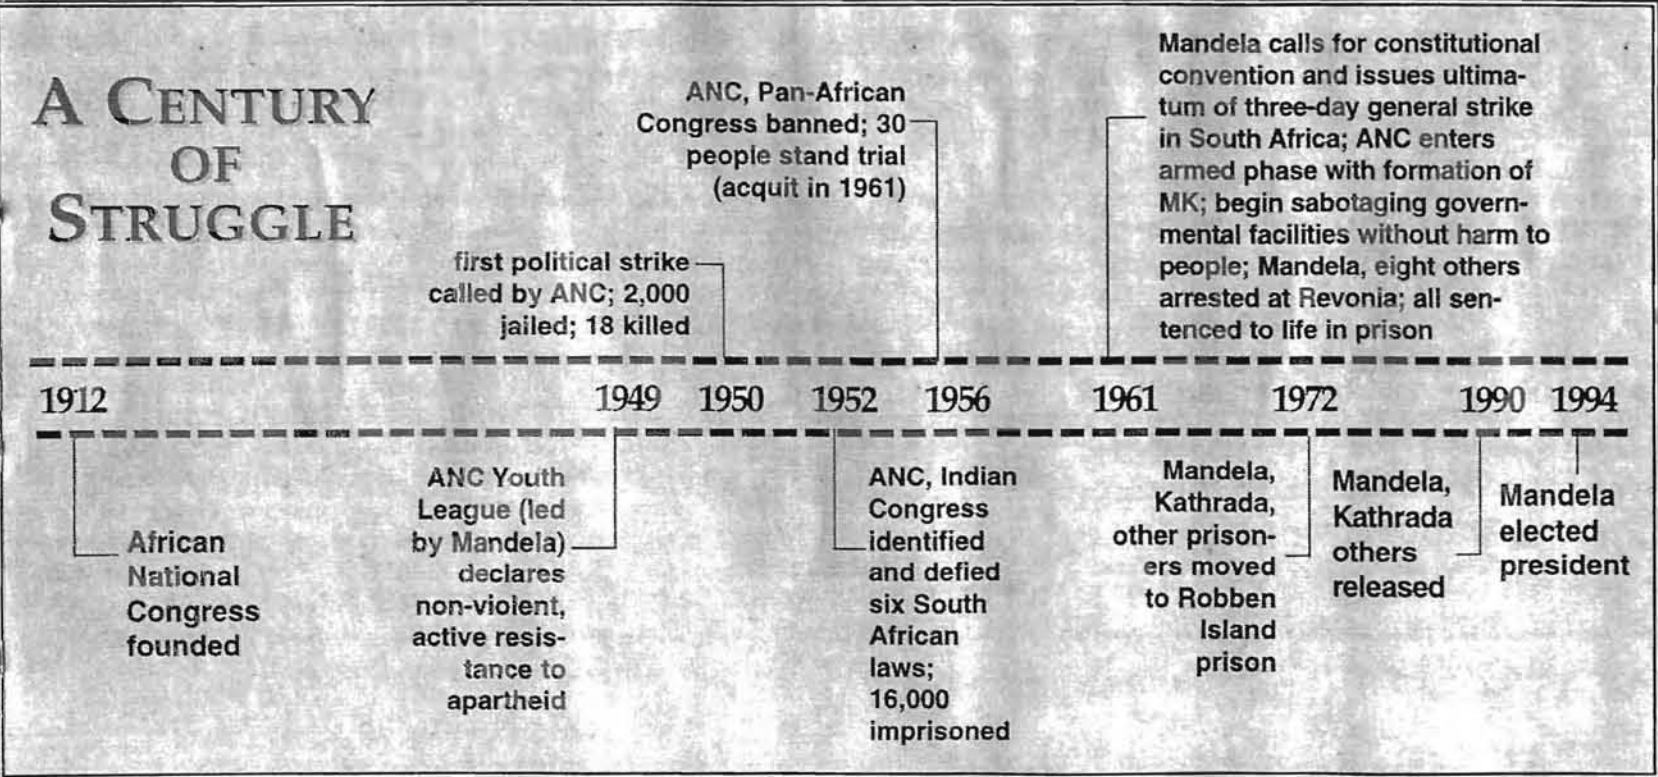 A CENTURY
OF
STRUGGLE
first political strike
called by ANC; 2,000
jailed; 18 killed
ANC, Pan-African
Congress banned; 30
people stand trial
(acquit in 1961)
Mandela calls for constitutional
convention and issues ultima-
tum of three-day general strike
in South Africa; ANC enters
armed phase with formation of
MK; begin sabotaging govern-
mental facilities without harm to
people; Mandela, eight others
arrested at Revonia; all sen-
tenced to life in prison
1912 1949 1950 1952 1956 1961 1972 1990 1994
African
National
Congress
founded
ANC Youth
League (led
by Mandela)
declares
non-violent,
active resis-
tance to
apartheid
ANC, Indian
Congress
identified
and defied
six South
African
laws;
16,000
imprisoned
Mandela,
Kathrada,
other prison-
ers moved
to Robben
Island
prison
Mandela,
Kathrada
others
released
Mandela
elected
president